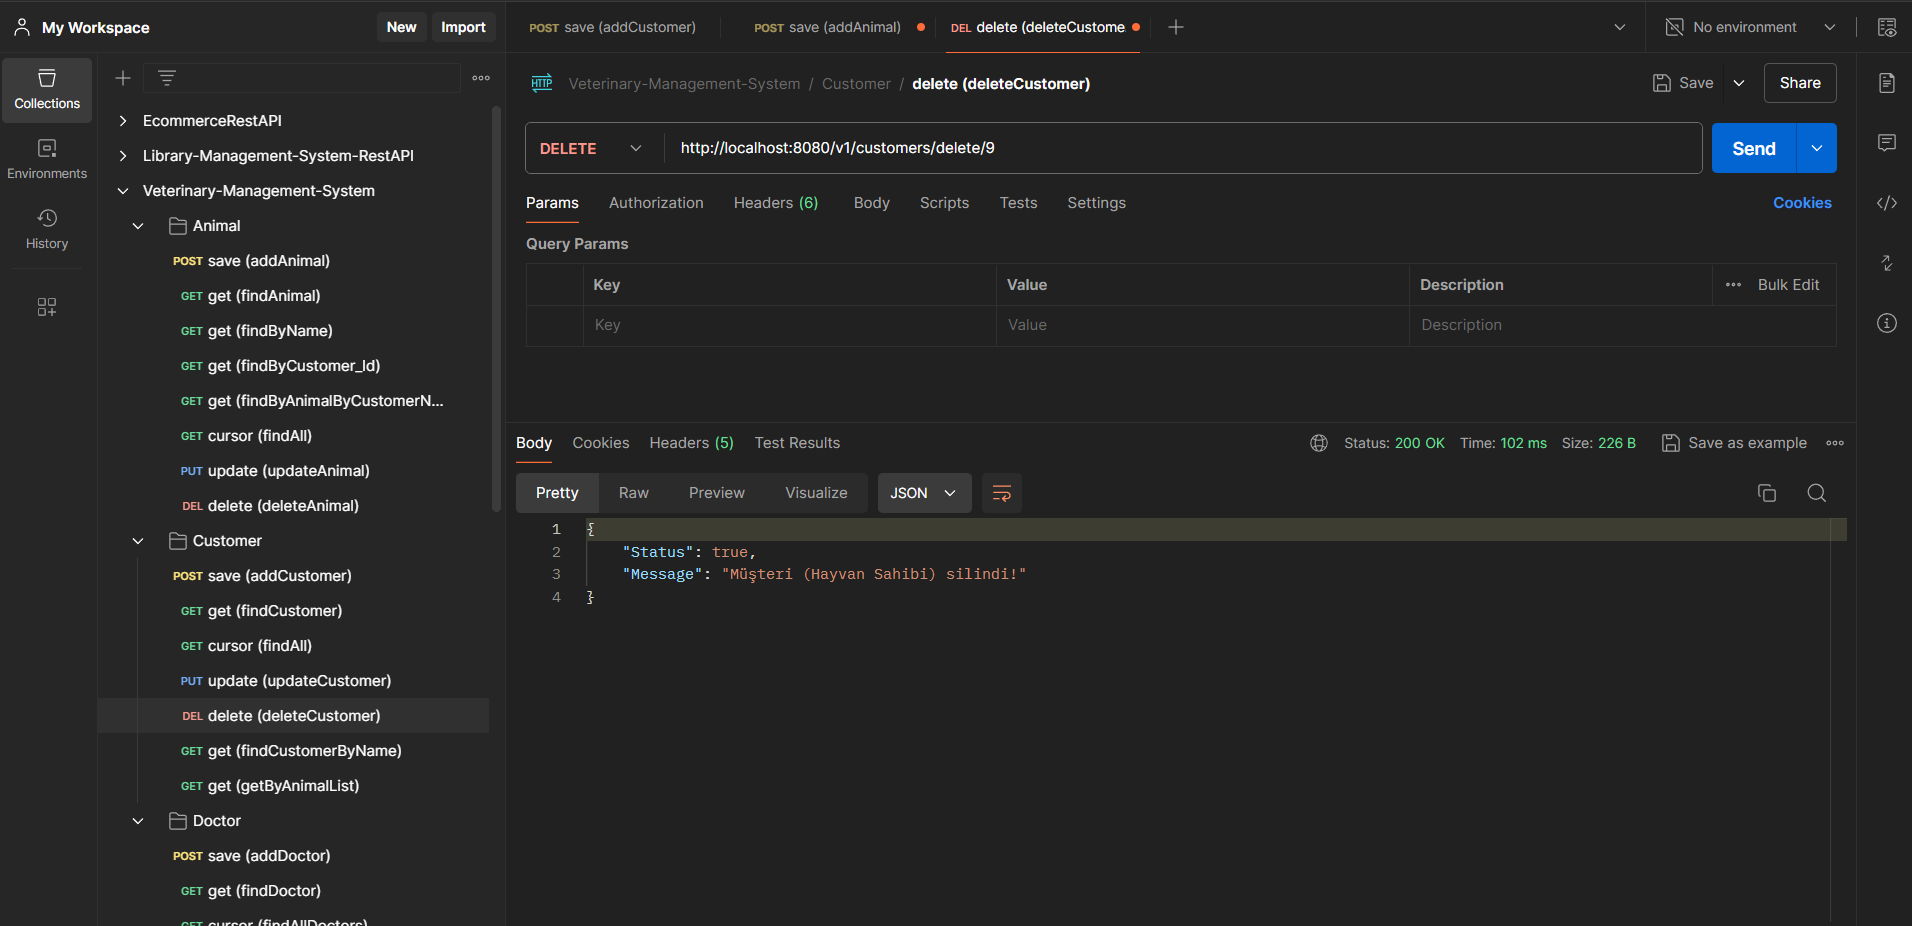 My Workspace
New
Import
POST save (addCustomer)
POST save (addAnimal)
DEL delete (deleteCustome
No environment
Collections
Environments
History
EcommerceRestAPI
Library-Management-System-RestAPI
Veterinary-Management-System
Animal
POST save (addAnimal)
GET get (findAnimal)
GET get (findByName)
GET get (findByCustomer_Id)
GET get (findByAnimalByCustomerN...
GET cursor (findAll)
PUT update (updateAnimal)
DEL delete (deleteAnimal)
Customer
POST save (addCustomer)
GET get (findCustomer)
GET cursor (findAll)
PUT update (updateCustomer)
DEL delete (deleteCustomer)
GET get (findCustomerByName)
GET get (getByAnimalList)
Doctor
POST save (addDoctor)
GET get (findDoctor)
GET cursor (findAllDoctors)
HTTP Veterinary-Management-System / Customer / delete (deleteCustomer)
Save
Share
DELETE http://localhost:8080/v1/customers/delete/9
Send
Params Authorization Headers (6) Body Scripts Tests Settings
Cookies
Query Params
Key Value Description Bulk Edit
Key Value Description
Body Cookies Headers (5) Test Results
Status: 200 OK Time: 102 ms Size: 226 B
Save as example
Pretty Raw Preview Visualize JSON
1 {
2 "Status": true,
3 "Message": "Müşteri (Hayvan Sahibi) silindi!"
4 }